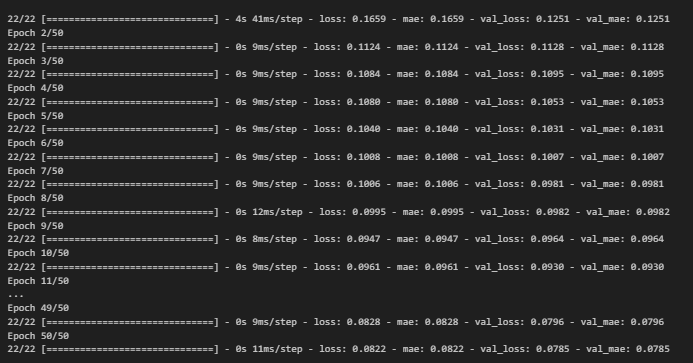 22/22 [==============================] - 4s 41ms/step - loss: 0.1659 - mae: 0.1659 - val_loss: 0.1251 - val_mae: 0.1251
Epoch 2/50
22/22 [==============================] - 0s 9ms/step - loss: 0.1124 - mae: 0.1124 - val_loss: 0.1128 - val_mae: 0.1128
Epoch 3/50
22/22 [==============================] - 0s 9ms/step - loss: 0.1084 - mae: 0.1084 - val_loss: 0.1095 - val_mae: 0.1095
Epoch 4/50
22/22 [==============================] - 0s 9ms/step - loss: 0.1080 - mae: 0.1080 - val_loss: 0.1053 - val_mae: 0.1053
Epoch 5/50
22/22 [==============================] - 0s 9ms/step - loss: 0.1040 - mae: 0.1040 - val_loss: 0.1031 - val_mae: 0.1031
Epoch 6/50
22/22 [==============================] - 0s 9ms/step - loss: 0.1008 - mae: 0.1008 - val_loss: 0.1007 - val_mae: 0.1007
Epoch 7/50
22/22 [==============================] - 0s 9ms/step - loss: 0.1006 - mae: 0.1006 - val_loss: 0.0981 - val_mae: 0.0981
Epoch 8/50
22/22 [==============================] - 0s 12ms/step - loss: 0.0995 - mae: 0.0995 - val_loss: 0.0982 - val_mae: 0.0982
Epoch 9/50
22/22 [==============================] - 0s 8ms/step - loss: 0.0947 - mae: 0.0947 - val_loss: 0.0964 - val_mae: 0.0964
Epoch 10/50
22/22 [==============================] - 0s 9ms/step - loss: 0.0961 - mae: 0.0961 - val_loss: 0.0930 - val_mae: 0.0930
Epoch 11/50
...
Epoch 49/50
22/22 [==============================] - 0s 9ms/step - loss: 0.0828 - mae: 0.0828 - val_loss: 0.0796 - val_mae: 0.0796
Epoch 50/50
22/22 [==============================] - 0s 11ms/step - loss: 0.0822 - mae: 0.0822 - val_loss: 0.0785 - val_mae: 0.0785